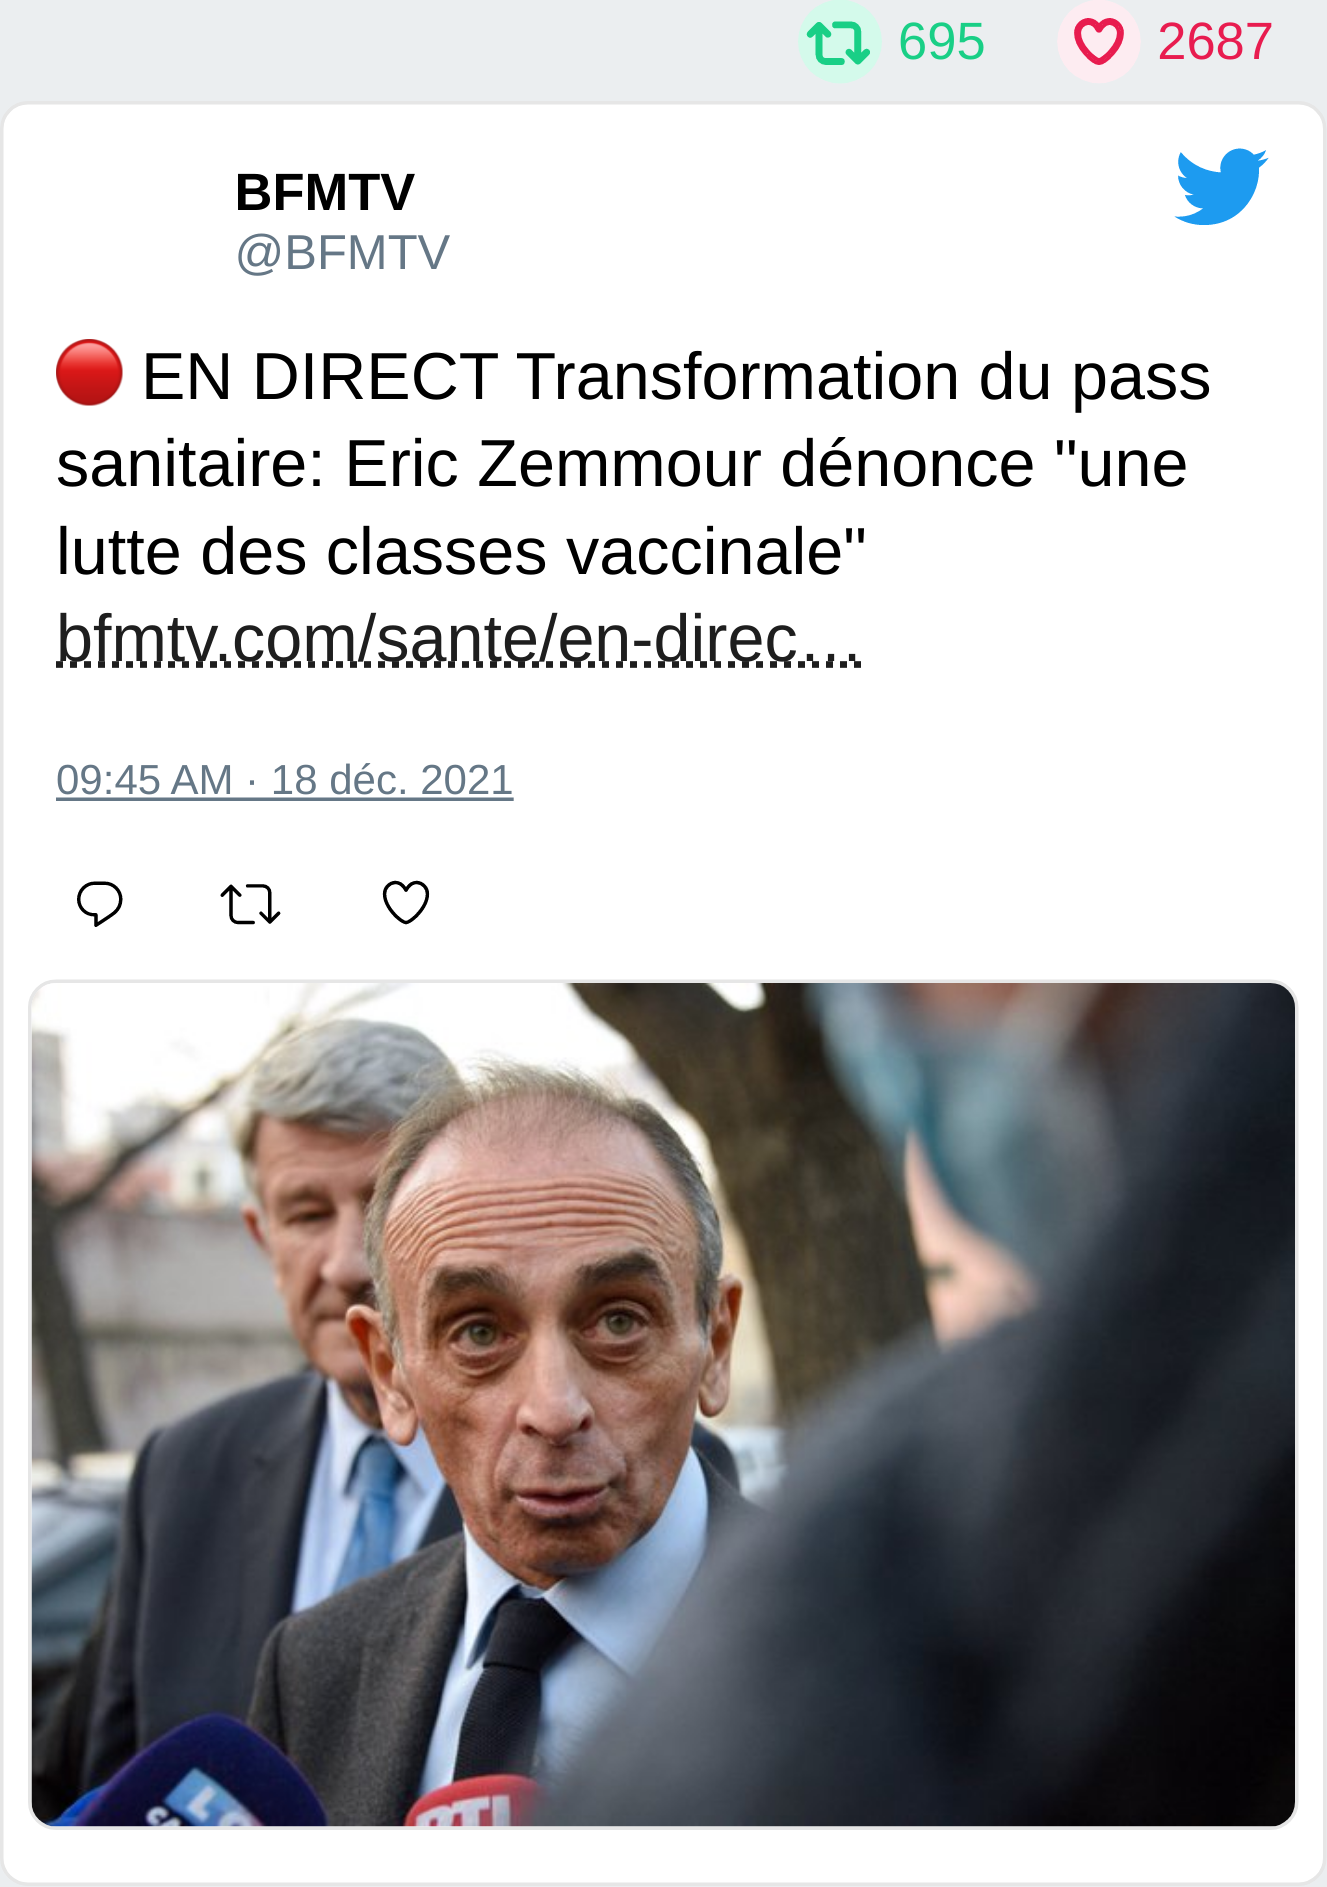 695 2687
BFMTV
@BFMTV
🔴 EN DIRECT Transformation du pass
sanitaire: Eric Zemmour dénonce "une
lutte des classes vaccinale"
bfmtv.com/sante/en-direc…
09:45 AM · 18 déc. 2021
RTL